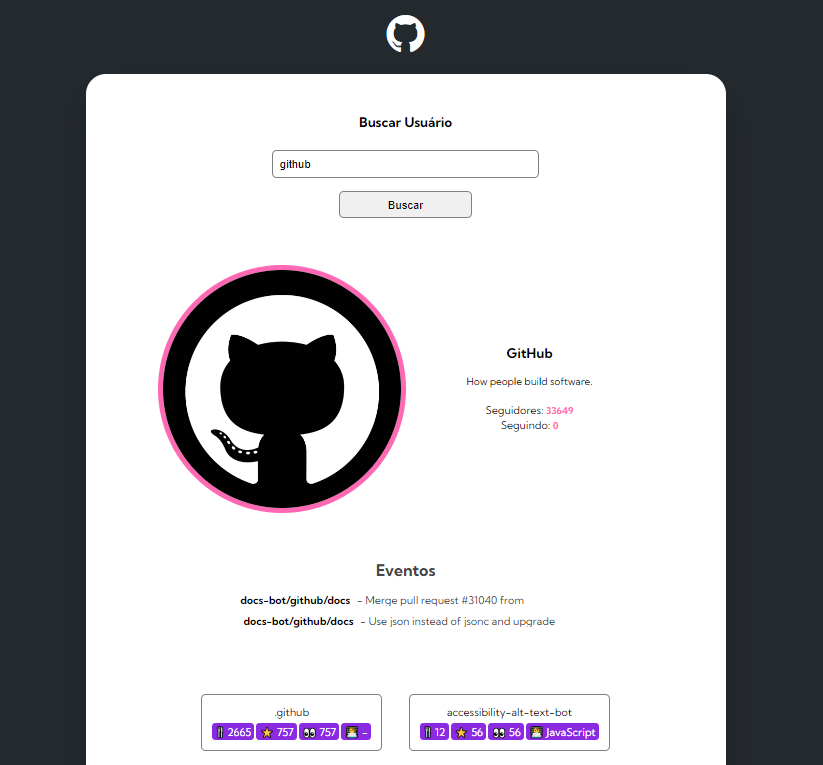 Buscar Usuário
github
Buscar
GitHub
How people build software.
Seguidores: 33649
Seguindo: 0
Eventos
docs-bot/github/docs - Merge pull request #31040 from
docs-bot/github/docs - Use json instead of jsonc and upgrade
.github
2665 757 757 -
accessibility-alt-text-bot
12 56 56 JavaScript